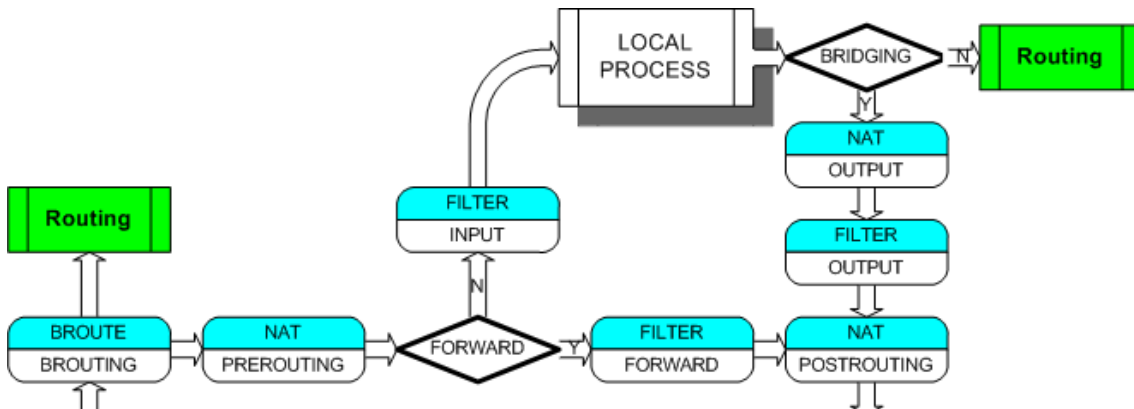 LOCAL
PROCESS
BRIDGING
N
Routing
Y
NAT
OUTPUT
Routing
FILTER
INPUT
FILTER
OUTPUT
N
BROUTE
BROUTING
NAT
PREROUTING
FORWARD
Y
FILTER
FORWARD
NAT
POSTROUTING